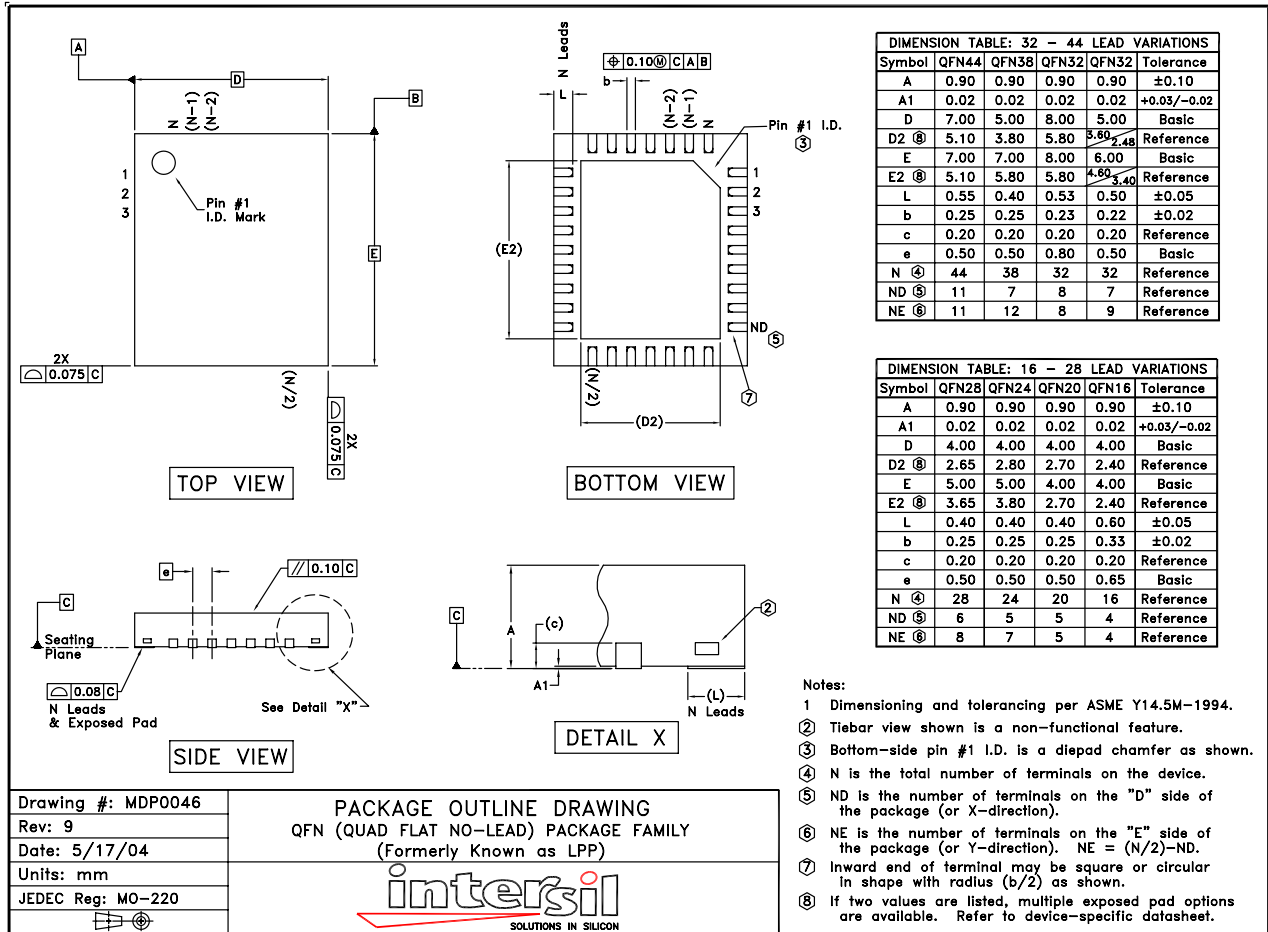 A
D
B
N
(N-1)
(N-2)
1
2
3
Pin #1
I.D. Mark
E
2X
0.075 C
(N/2)
2X
0.075 C
TOP VIEW
N Leads
L
b
0.10Ⓜ C A B
(N-2)
(N-1)
N
Pin #1 I.D.
3
1
2
3
(E2)
ND
5
7
(N/2)
(D2)
BOTTOM VIEW
e
// 0.10 C
C
Seating
Plane
0.08 C
N Leads
& Exposed Pad
See Detail "X"
SIDE VIEW
C
A
(c)
2
A1
(L)
N Leads
DETAIL X
DIMENSION TABLE: 32 - 44 LEAD VARIATIONS
Symbol QFN44 QFN38 QFN32 QFN32 Tolerance
A 0.90 0.90 0.90 0.90 ±0.10
A1 0.02 0.02 0.02 0.02 +0.03/-0.02
D 7.00 5.00 8.00 5.00 Basic
D2 ⑧ 5.10 3.80 5.80 3.60/2.48 Reference
E 7.00 7.00 8.00 6.00 Basic
E2 ⑧ 5.10 5.80 5.80 4.60/3.40 Reference
L 0.55 0.40 0.53 0.50 ±0.05
b 0.25 0.25 0.23 0.22 ±0.02
c 0.20 0.20 0.20 0.20 Reference
e 0.50 0.50 0.80 0.50 Basic
N ④ 44 38 32 32 Reference
ND ⑤ 11 7 8 7 Reference
NE ⑥ 11 12 8 9 Reference
DIMENSION TABLE: 16 - 28 LEAD VARIATIONS
Symbol QFN28 QFN24 QFN20 QFN16 Tolerance
A 0.90 0.90 0.90 0.90 ±0.10
A1 0.02 0.02 0.02 0.02 +0.03/-0.02
D 4.00 4.00 4.00 4.00 Basic
D2 ⑧ 2.65 2.80 2.70 2.40 Reference
E 5.00 5.00 4.00 4.00 Basic
E2 ⑧ 3.65 3.80 2.70 2.40 Reference
L 0.40 0.40 0.40 0.60 ±0.05
b 0.25 0.25 0.25 0.33 ±0.02
c 0.20 0.20 0.20 0.20 Reference
e 0.50 0.50 0.50 0.65 Basic
N ④ 28 24 20 16 Reference
ND ⑤ 6 5 5 4 Reference
NE ⑥ 8 7 5 4 Reference
Notes:
1 Dimensioning and tolerancing per ASME Y14.5M-1994.
② Tiebar view shown is a non-functional feature.
③ Bottom-side pin #1 I.D. is a diepad chamfer as shown.
④ N is the total number of terminals on the device.
⑤ ND is the number of terminals on the "D" side of
the package (or X-direction).
⑥ NE is the number of terminals on the "E" side of
the package (or Y-direction). NE = (N/2)-ND.
⑦ Inward end of terminal may be square or circular
in shape with radius (b/2) as shown.
⑧ If two values are listed, multiple exposed pad options
are available. Refer to device-specific datasheet.
Drawing #: MDP0046
Rev: 9
Date: 5/17/04
Units: mm
JEDEC Reg: MO-220
PACKAGE OUTLINE DRAWING
QFN (QUAD FLAT NO-LEAD) PACKAGE FAMILY
(Formerly Known as LPP)
intersil
SOLUTIONS IN SILICON